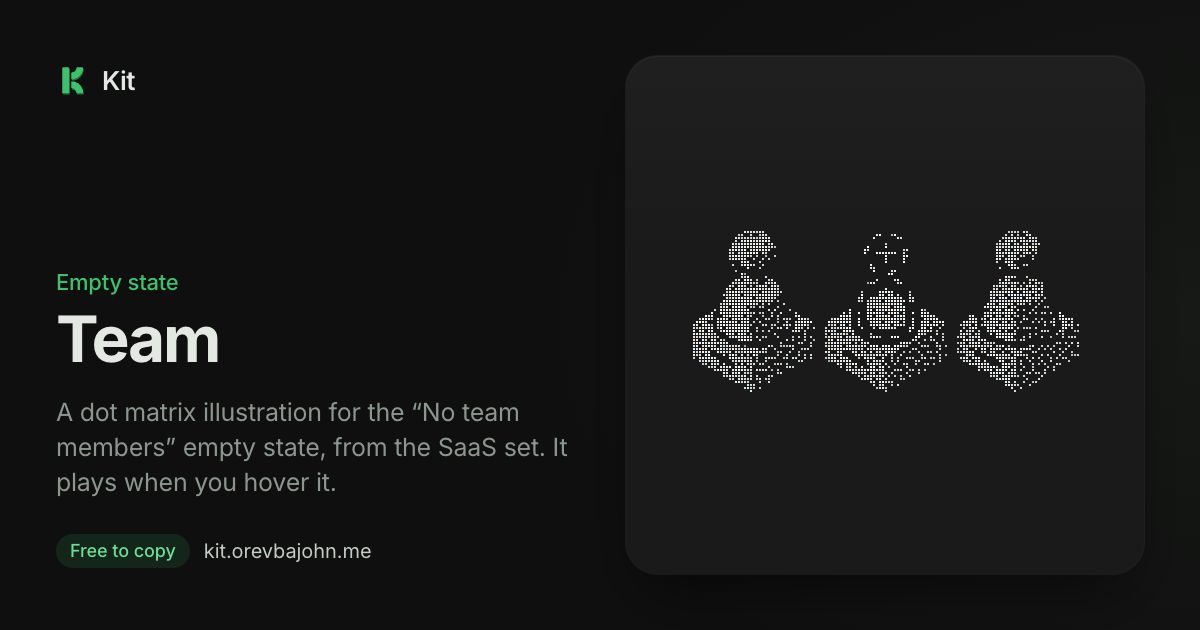 Kit
Empty state
Team
A dot matrix illustration for the “No team
members” empty state, from the SaaS set. It
plays when you hover it.
Free to copy
kit.orevbajohn.me